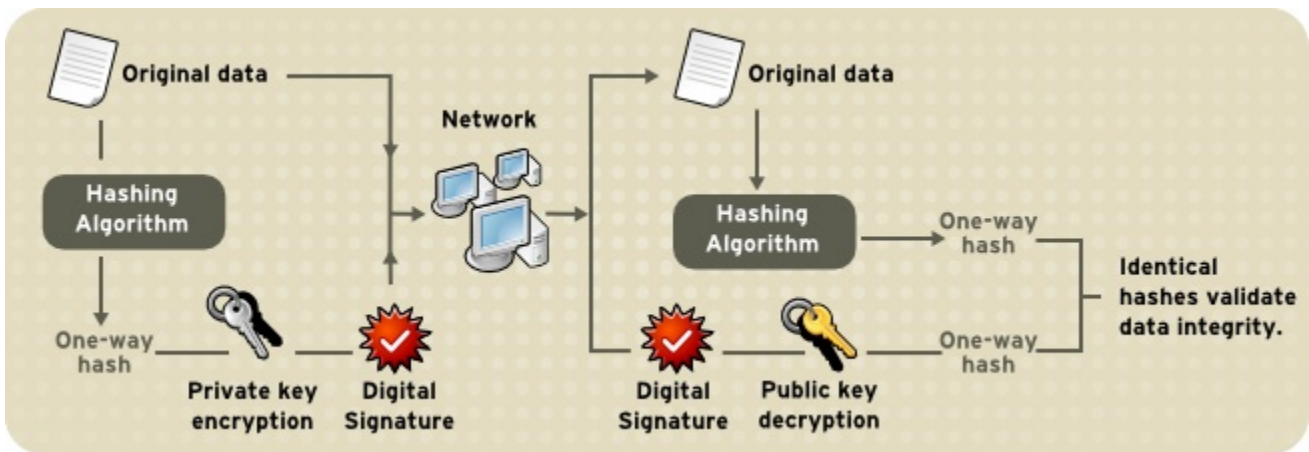 Original data
Hashing
Algorithm
One-way
hash
Private key
encryption
Digital
Signature
Network
Original data
Hashing
Algorithm
One-way
hash
Digital
Signature
Public key
decryption
One-way
hash
Identical
hashes validate
data integrity.